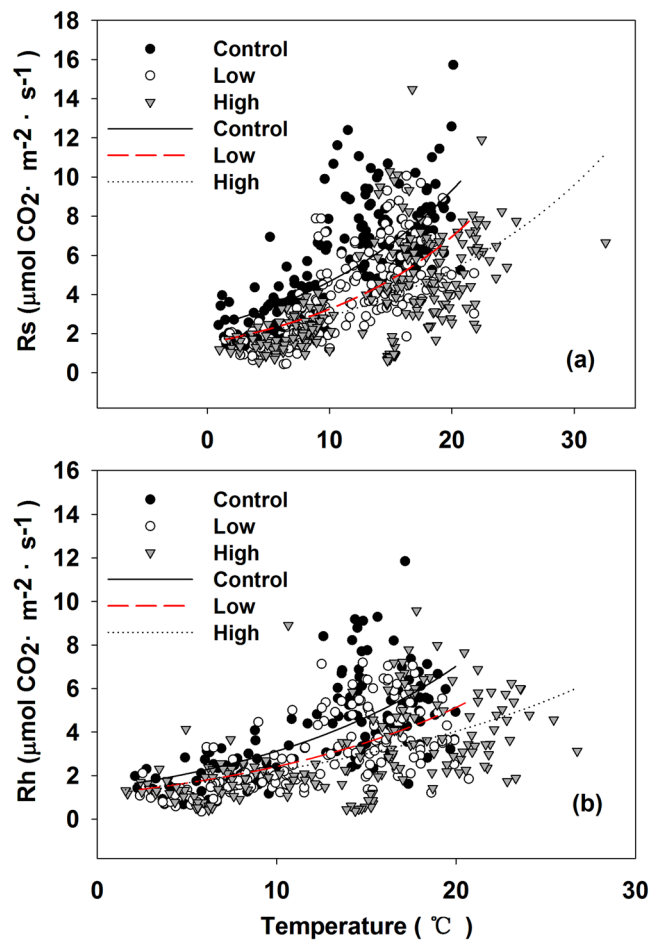 18
16
14
12
10
8
6
4
2
0
Rs (μmol CO2· m-2 · s-1)
Control
Low
High
Control
Low
High
(a)
0 10 20 30
16
14
12
10
8
6
4
2
0
Rh (μmol CO2· m-2 · s-1)
Control
Low
High
Control
Low
High
(b)
0 10 20 30
Temperature ( ℃)